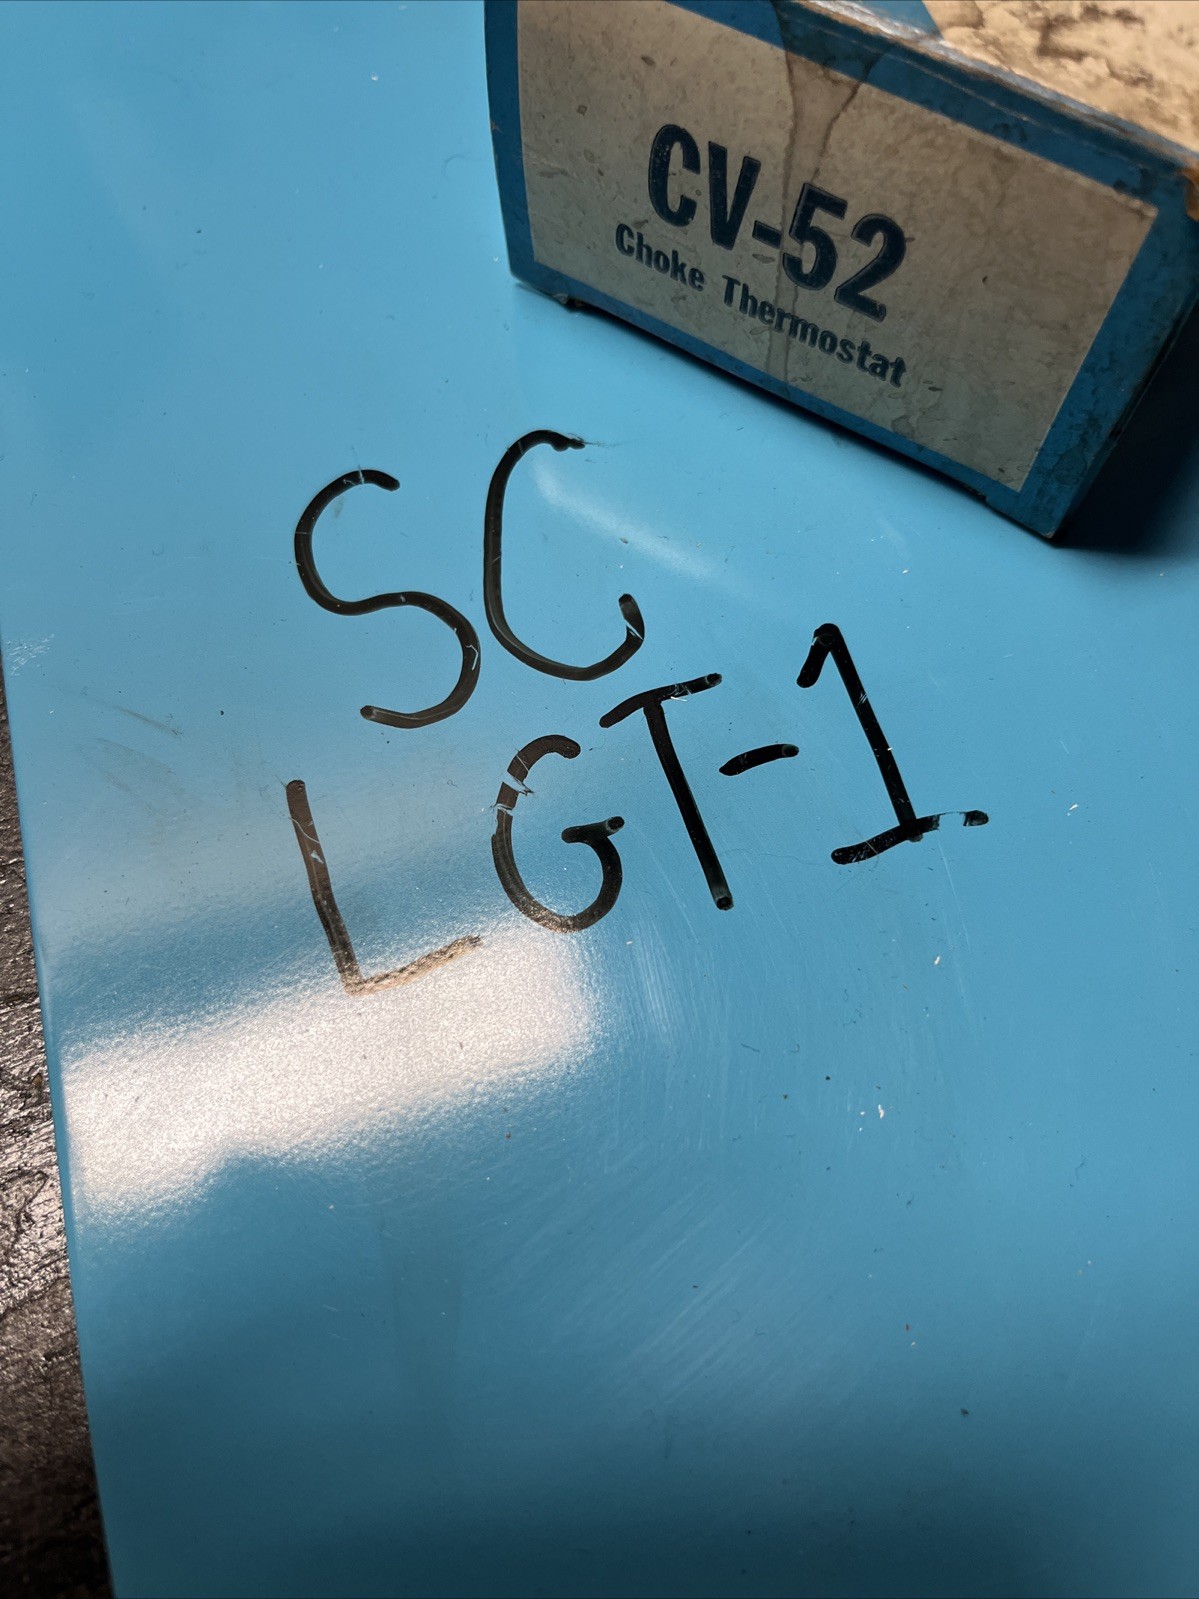 CV-52
Choke Thermostat
SC
LGT-1